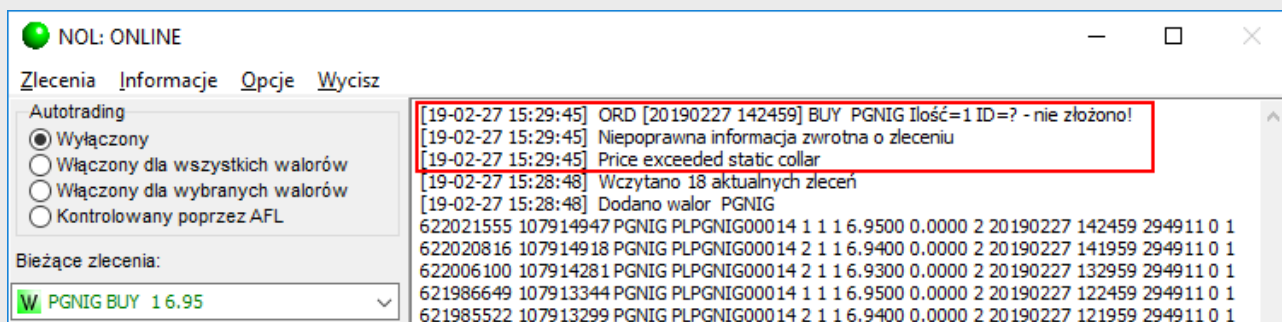 NOL: ONLINE
Zlecenia Informacje Opcje Wycisz
Autotrading
Wyłączony
Włączony dla wszystkich walorów
Włączony dla wybranych walorów
Kontrolowany poprzez AFL
Bieżące zlecenia:
W PGNIG BUY 1 6.95
[19-02-27 15:29:45] ORD [20190227 142459] BUY PGNIG Ilość=1 ID=? - nie złożono!
[19-02-27 15:29:45] Niepoprawna informacja zwrotna o zleceniu
[19-02-27 15:29:45] Price exceeded static collar
[19-02-27 15:28:48] Wczytano 18 aktualnych zleceń
[19-02-27 15:28:48] Dodano walor PGNIG
622021555 107914947 PGNIG PLPGNIG00014 1 1 1 6.9500 0.0000 2 20190227 142459 294911 0 1
622020816 107914918 PGNIG PLPGNIG00014 2 1 1 6.9400 0.0000 2 20190227 141959 294911 0 1
622006100 107914281 PGNIG PLPGNIG00014 2 1 1 6.9300 0.0000 2 20190227 132959 294911 0 1
621986649 107913344 PGNIG PLPGNIG00014 1 1 1 6.9500 0.0000 2 20190227 122459 294911 0 1
621985522 107913299 PGNIG PLPGNIG00014 2 1 1 6.9400 0.0000 2 20190227 121959 294911 0 1